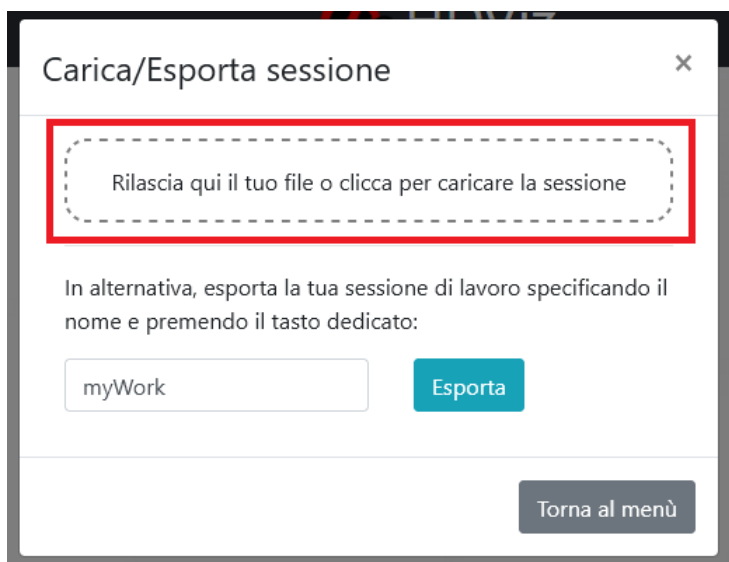 Carica/Esporta sessione ×
Rilascia qui il tuo file o clicca per caricare la sessione
In alternativa, esporta la tua sessione di lavoro specificando il
nome e premendo il tasto dedicato:
myWork Esporta
Torna al menù